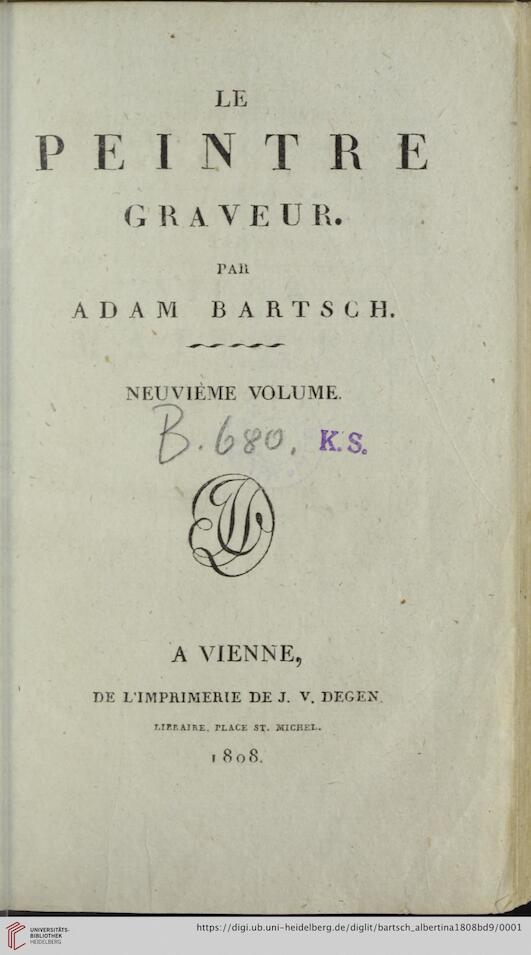 LE
PEINTRE
GRAVEUR.
PAR
ADAM BARTSCH.
NEUVIÈME VOLUME.
B. 680. K.S.
A VIENNE,
DE L'IMPRIMERIE DE J. V. DEGEN
LIBRAIRE, PLACE ST. MICHEL.
1808.
UNIVERSITÄTS-
BIBLIOTHEK
HEIDELBERG
https://digi.ub.uni-heidelberg.de/diglit/bartsch_albertina1808bd9/0001